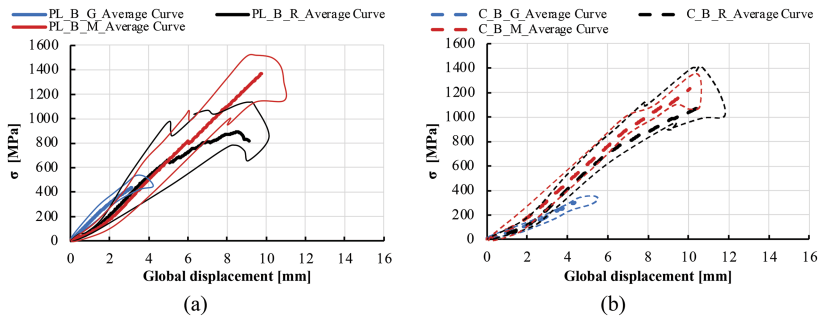 PL_B_G_Average Curve PL_B_R_Average Curve
PL_B_M_Average Curve
1600
1400
1200
1000
800
600
400
200
0
σ [MPa]
0 2 4 6 8 10 12 14 16
Global displacement [mm]
(a)
C_B_G_Average Curve C_B_R_Average Curve
C_B_M_Average Curve
1600
1400
1200
1000
800
600
400
200
0
σ [MPa]
0 2 4 6 8 10 12 14 16
Global displacement [mm]
(b)